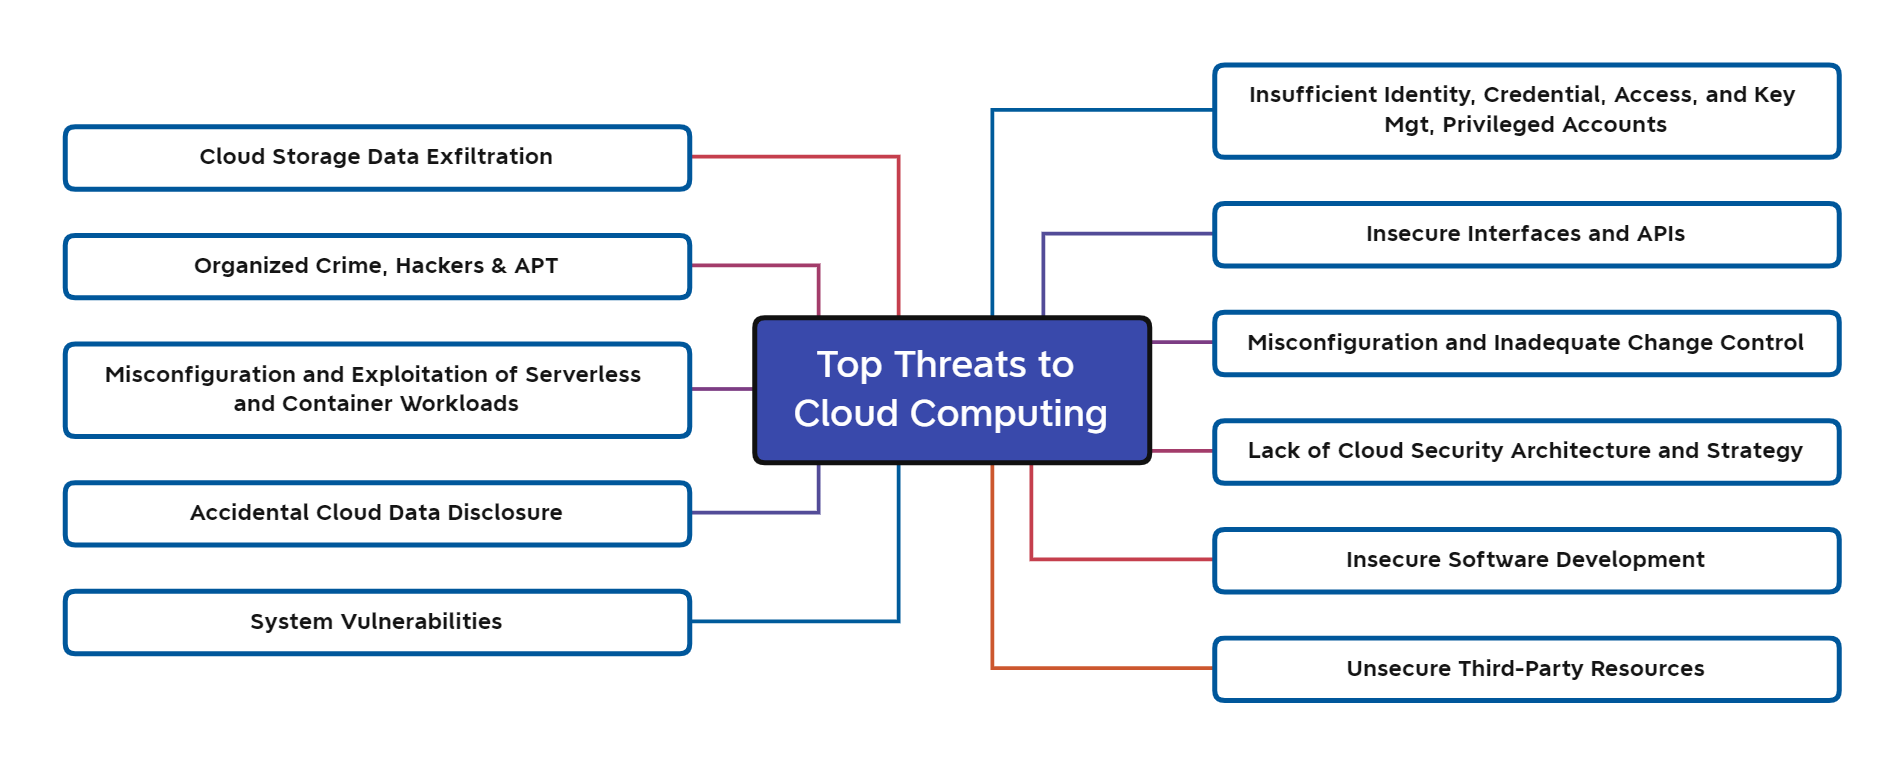 Cloud Storage Data Exfiltration
Organized Crime, Hackers & APT
Misconfiguration and Exploitation of Serverless
and Container Workloads
Accidental Cloud Data Disclosure
System Vulnerabilities
Top Threats to
Cloud Computing
Insufficient Identity, Credential, Access, and Key
Mgt, Privileged Accounts
Insecure Interfaces and APIs
Misconfiguration and Inadequate Change Control
Lack of Cloud Security Architecture and Strategy
Insecure Software Development
Unsecure Third-Party Resources